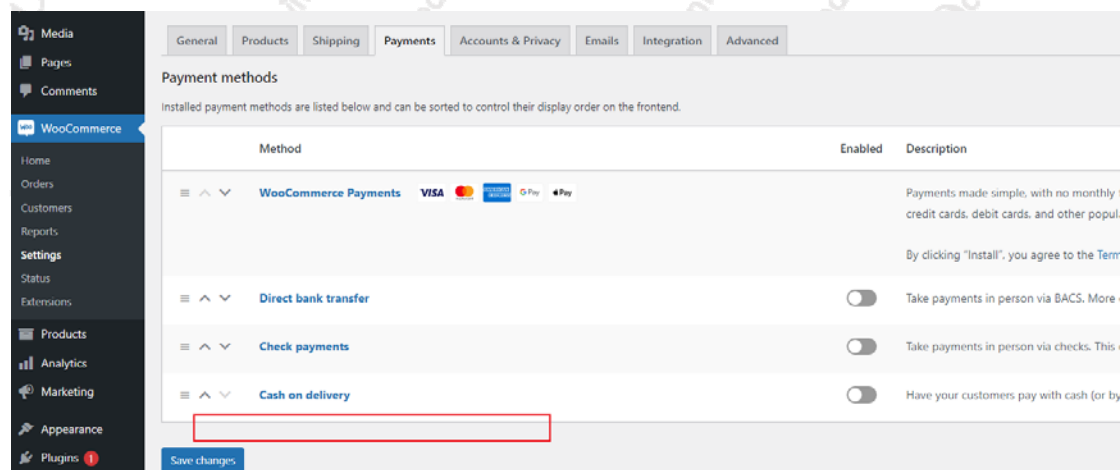 Media
Pages
Comments
WooCommerce
Home
Orders
Customers
Reports
Settings
Status
Extensions
Products
Analytics
Marketing
Appearance
Plugins 1
General Products Shipping Payments Accounts & Privacy Emails Integration Advanced
Payment methods
Installed payment methods are listed below and can be sorted to control their display order on the frontend.
Method Enabled Description
WooCommerce Payments VISA G Pay Pay Payments made simple, with no monthly
credit cards, debit cards, and other popul
By clicking "Install", you agree to the Term
Direct bank transfer Take payments in person via BACS. More
Check payments Take payments in person via checks. This
Cash on delivery Have your customers pay with cash (or by
Save changes